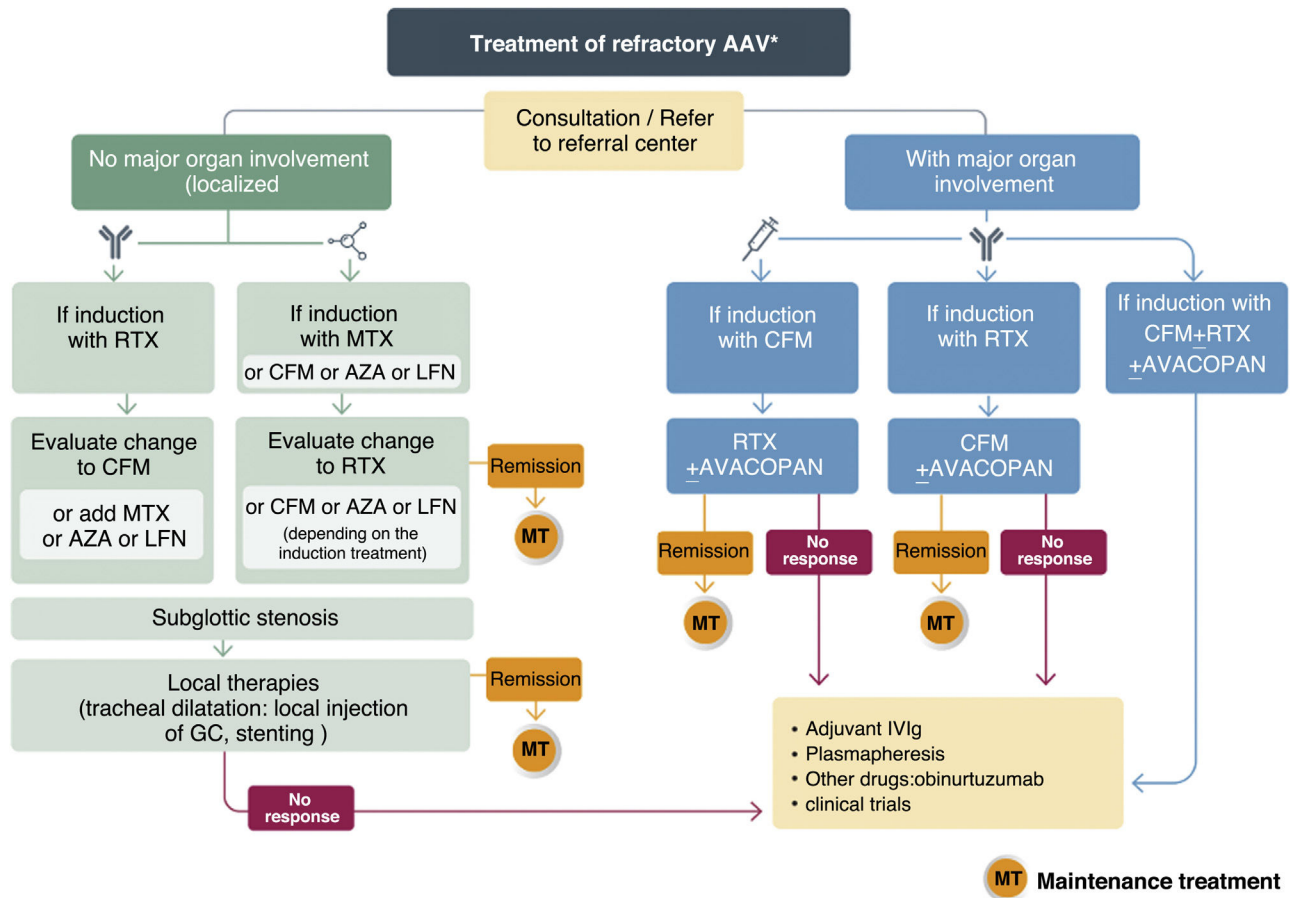 Treatment of refractory AAV*
Consultation / Refer
to referral center
No major organ involvement
(localized
With major organ
involvement
If induction
with RTX
If induction
with MTX
or CFM or AZA or LFN
If induction
with CFM
If induction
with RTX
If induction with
CFM±RTX
±AVACOPAN
Evaluate change
to CFM
or add MTX
or AZA or LFN
Evaluate change
to RTX
or CFM or AZA or LFN
(depending on the
induction treatment)
Remission
MT
RTX
±AVACOPAN
CFM
±AVACOPAN
Remission
No
response
Remission
No
response
MT
MT
Subglottic stenosis
Local therapies
(tracheal dilatation: local injection
of GC, stenting )
Remission
MT
No
response
• Adjuvant IVIg
• Plasmapheresis
• Other drugs:obinurtuzumab
• clinical trials
MT Maintenance treatment